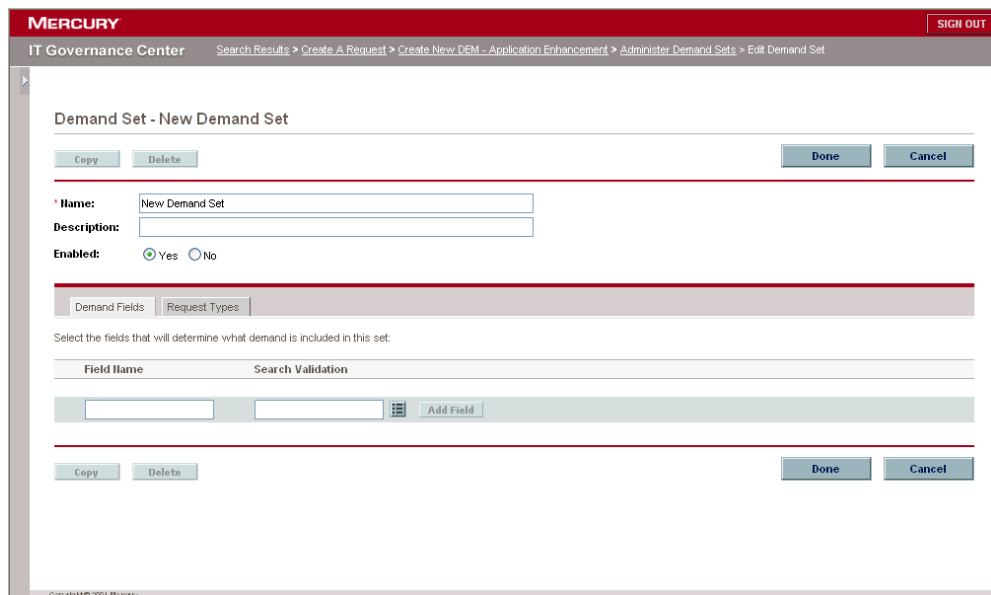 MERCURY
SIGN OUT
IT Governance Center
Search Results > Create A Request > Create New DEM - Application Enhancement > Administer Demand Sets > Edit Demand Set
Demand Set - New Demand Set
Copy Delete Done Cancel
* Name: New Demand Set
Description:
Enabled: Yes No
Demand Fields Request Types
Select the fields that will determine what demand is included in this set:
Field Name Search Validation
Add Field
Copy Delete Done Cancel